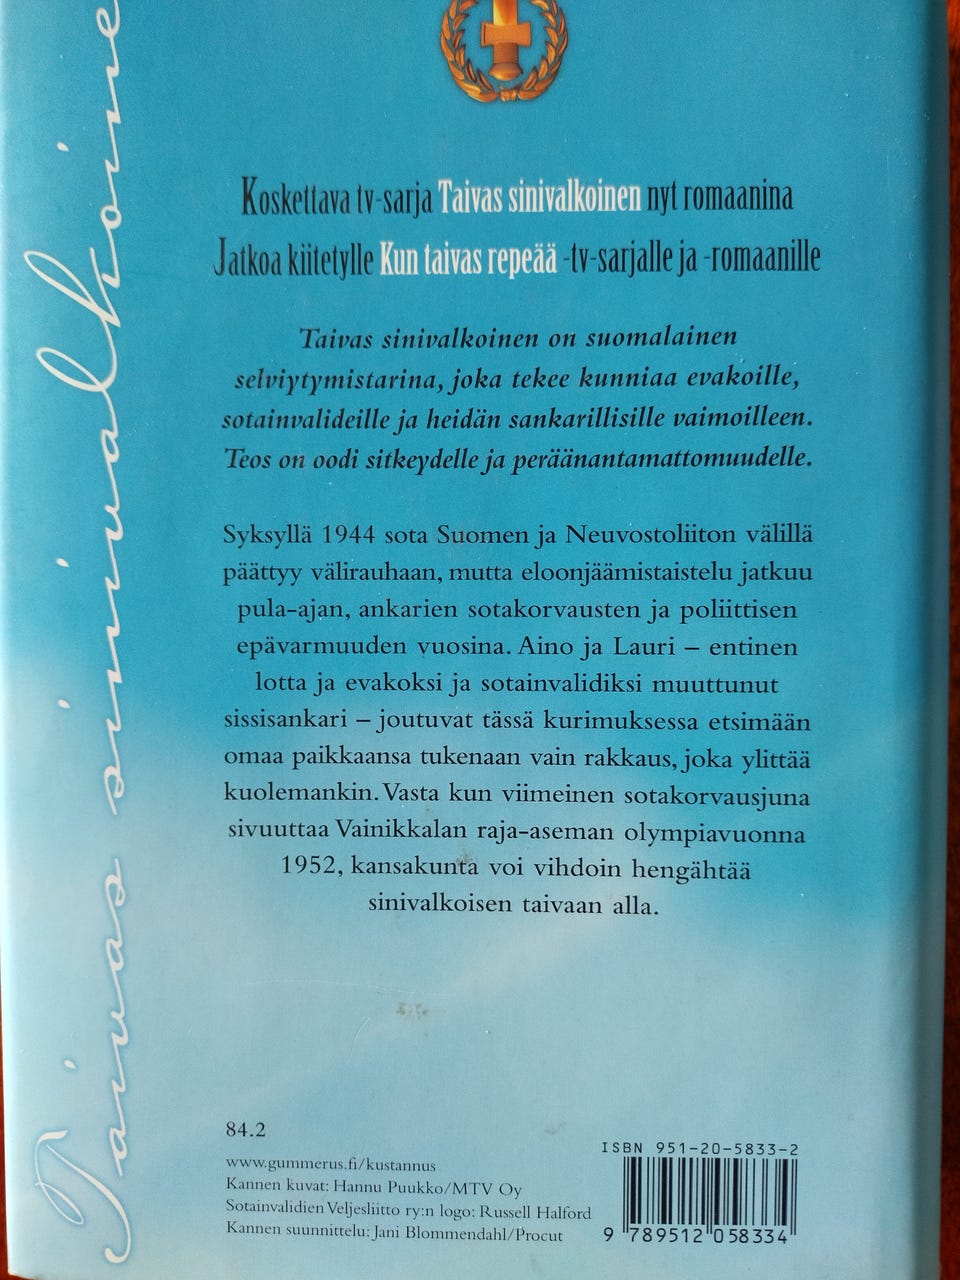 Taivas sinivalkoine
Koskettava tv-sarja Taivas sinivalkoinen nyt romaanina
Jatkoa kiitetylle Kun taivas repeää -tv-sarjalle ja -romaanille
Taivas sinivalkoinen on suomalainen
selviytymistarina, joka tekee kunniaa evakoille,
sotainvalideille ja heidän sankarillisille vaimoilleen.
Teos on oodi sitkeydelle ja peräänantamattomuudelle.
Syksyllä 1944 sota Suomen ja Neuvostoliiton välillä
päättyy välirauhaan, mutta eloonjäämistaistelu jatkuu
pula-ajan, ankarien sotakorvausten ja poliittisen
epävarmuuden vuosina. Aino ja Lauri – entinen
lotta ja evakoksi ja sotainvalidiksi muuttunut
sissisankari – joutuvat tässä kurimuksessa etsimään
omaa paikkaansa tukenaan vain rakkaus, joka ylittää
kuolemankin. Vasta kun viimeinen sotakorvausjuna
sivuuttaa Vainikkalan raja-aseman olympiavuonna
1952, kansakunta voi vihdoin hengähtää
sinivalkoisen taivaan alla.
84.2
www.gummerus.fi/kustannus
Kannen kuvat: Hannu Puukko/MTV Oy
Sotainvalidien Veljesliitto ry:n logo: Russell Halford
Kannen suunnittelu: Jani Blommendahl/Procut
ISBN 951-20-5833-2
9 789512 058334